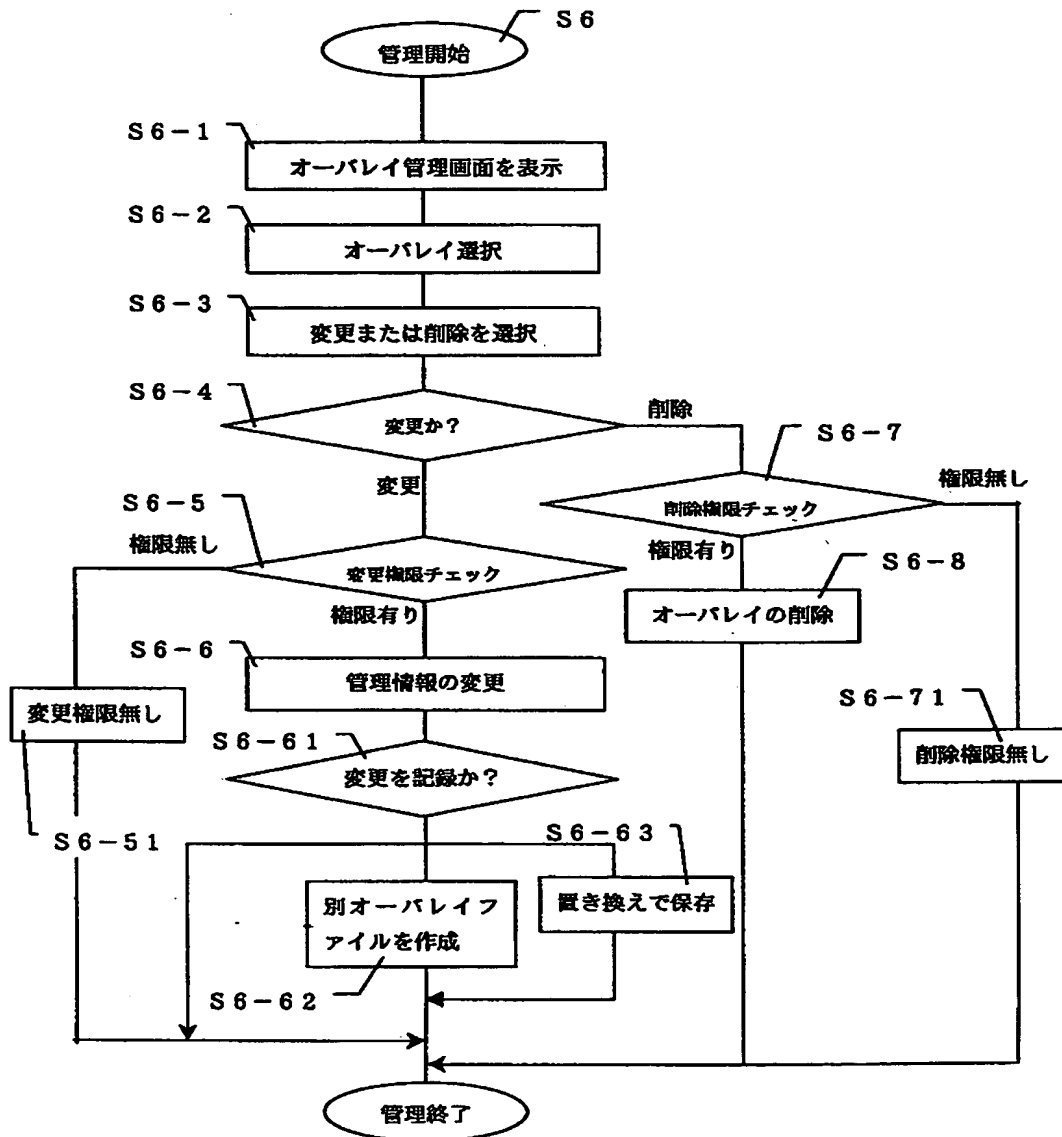 S6
管理開始
S6-1
オーバレイ管理画面を表示
S6-2
オーバレイ選択
S6-3
変更または削除を選択
S6-4
変更か？
削除
S6-7
変更
S6-5
削除権限チェック
権限無し
権限無し
変更権限チェック
権限有り
S6-8
権限有り
オーバレイの削除
S6-6
管理情報の変更
変更権限無し
S6-71
S6-61
変更を記録か？
削除権限無し
S6-51
S6-63
別オーバレイフ
ァイルを作成
置き換えで保存
S6-62
管理終了